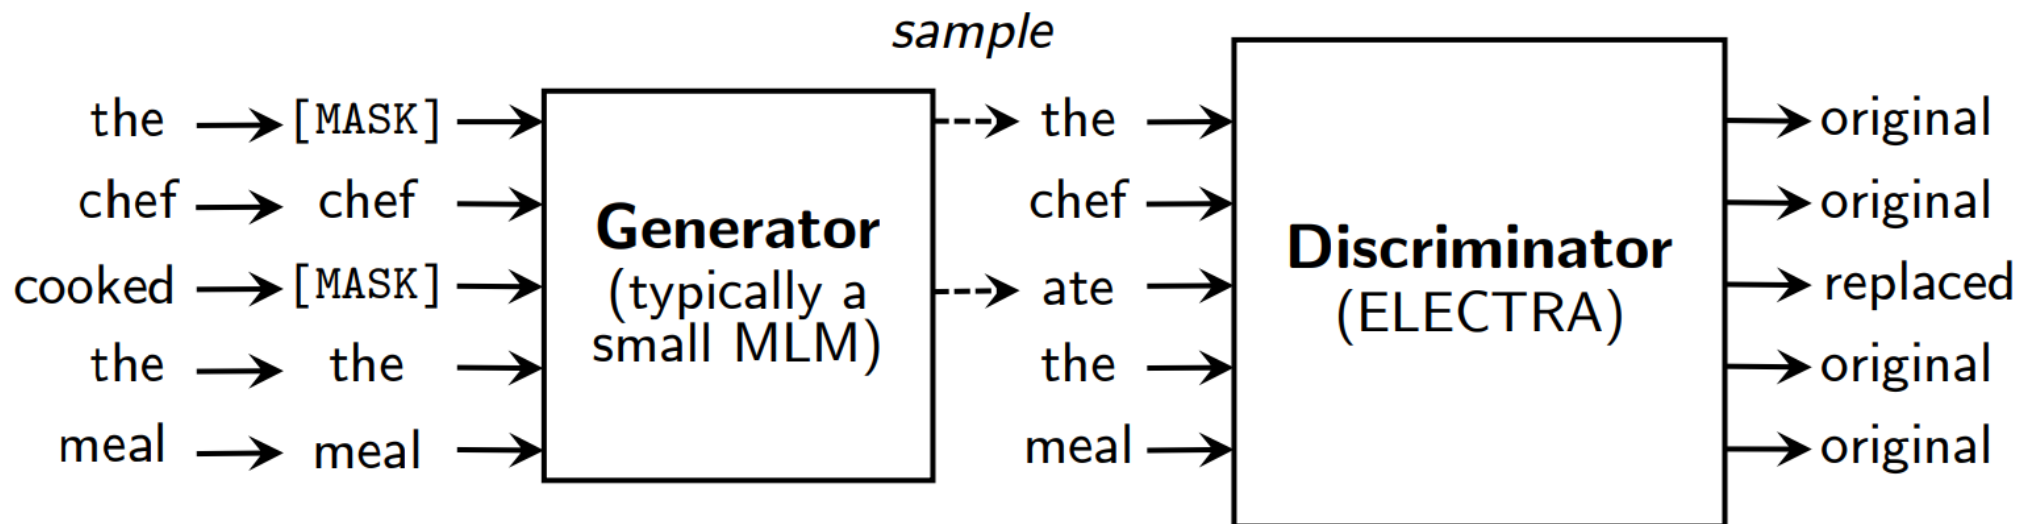 sample
the [MASK] the original
chef chef chef original
Generator
(typically a
small MLM)
Discriminator
(ELECTRA)
cooked [MASK] ate replaced
the the the original
meal meal meal original